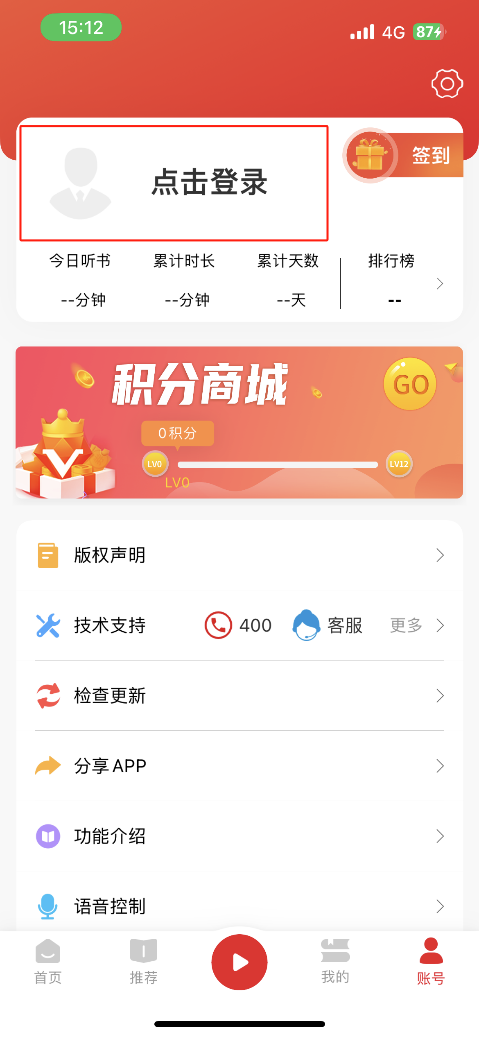 15:12
4G 87
点击登录
签到
今日听书 累计时长 累计天数 排行榜
--分钟 --分钟 --天 --
积分商城
GO
0积分
LV0 LV12
LV0
版权声明
技术支持 400 客服 更多
检查更新
分享APP
功能介绍
语音控制
首页 推荐 我的 账号